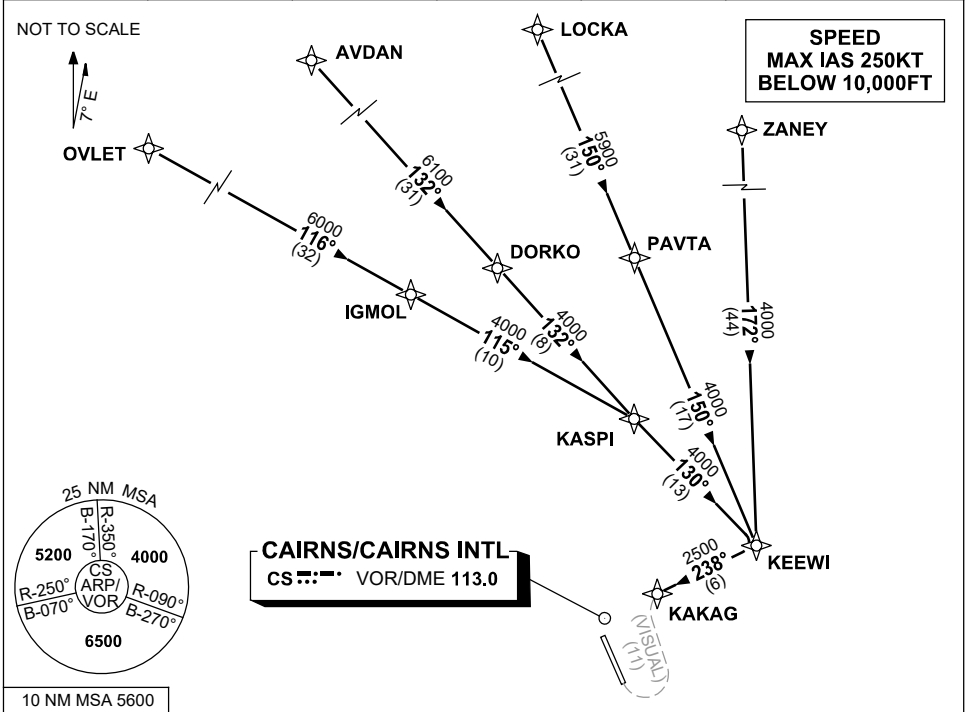 NOT TO SCALE
7° E
OVLET
AVDAN
LOCKA
SPEED
MAX IAS 250KT
BELOW 10,000FT
ZANEY
6000
116°
(32)
6100
132°
(31)
5900
150°
(31)
DORKO
PAVTA
IGMOL
4000
115°
(10)
4000
132°
(8)
4000
172°
(44)
4000
150°
(17)
KASPI
4000
130°
(13)
KEEWI
2500
238°
(6)
KAKAG
(VISUAL)
(11)
CAIRNS/CAIRNS INTL
CS VOR/DME 113.0
25 NM MSA
B-170°
R-350°
5200
4000
CS
ARP/
VOR
R-250°
B-070°
R-090°
B-270°
6500
10 NM MSA 5600